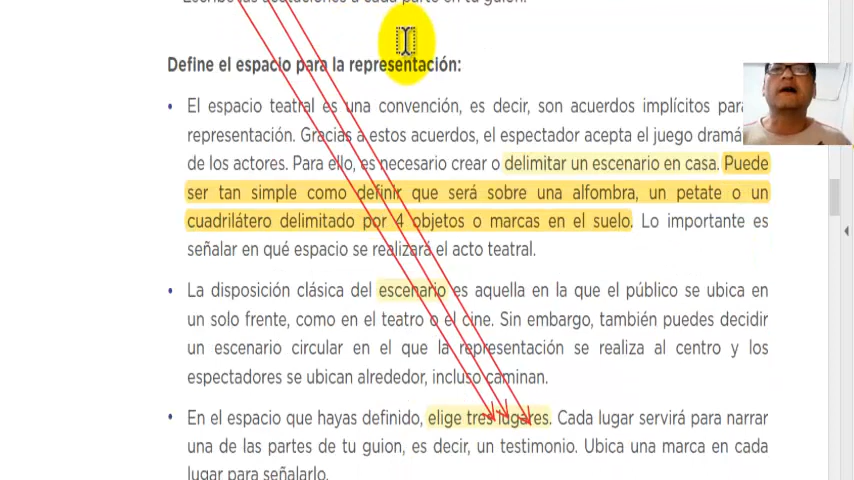 Escribe las acotaciones a cada parte en tu guion.
Define el espacio para la representación:
• El espacio teatral es una convención, es decir, son acuerdos implícitos para
representación. Gracias a estos acuerdos, el espectador acepta el juego
de los actores. Para ello, es necesario crear o delimitar un escenario en casa. Puede
ser tan simple como definir que será sobre una alfombra, un petate o un
cuadrilátero delimitado por 4 objetos o marcas en el suelo. Lo importante es
señalar en qué espacio se realizará el acto teatral.
• La disposición clásica del escenario es aquella en la que el público se ubica en
un solo frente, como en el teatro o el cine. Sin embargo, también puedes decidir
un escenario circular en el que la representación se realiza al centro y los
espectadores se ubican alrededor, incluso caminan.
• En el espacio que hayas definido, elige tres lugares. Cada lugar servirá para narrar
una de las partes de tu guion, es decir, un testimonio. Ubica una marca en cada
lugar para señalarlo.